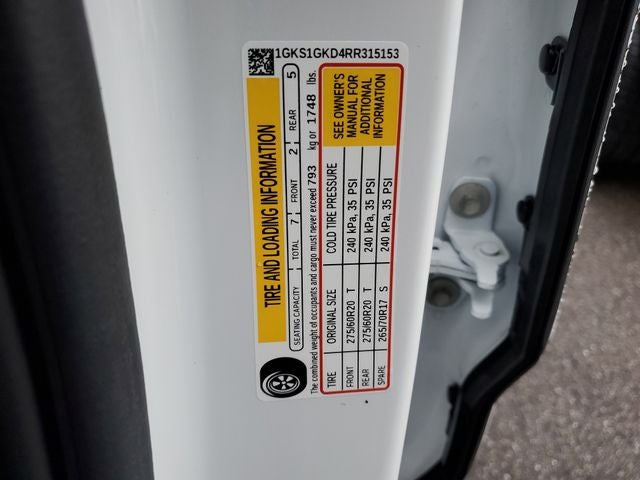 1GKS1GKD4RR315153
TIRE AND LOADING INFORMATION
SEATING CAPACITY TOTAL 7 FRONT 2 REAR 5
The combined weight of occupants and cargo must never exceed 793 kg or 1748 lbs.
TIRE ORIGINAL SIZE COLD TIRE PRESSURE
FRONT 275/60R20 T 240 kPa, 35 PSI
REAR 275/60R20 T 240 kPa, 35 PSI
SPARE 265/70R17 S 240 kPa, 35 PSI
SEE OWNER'S
MANUAL FOR
ADDITIONAL
INFORMATION